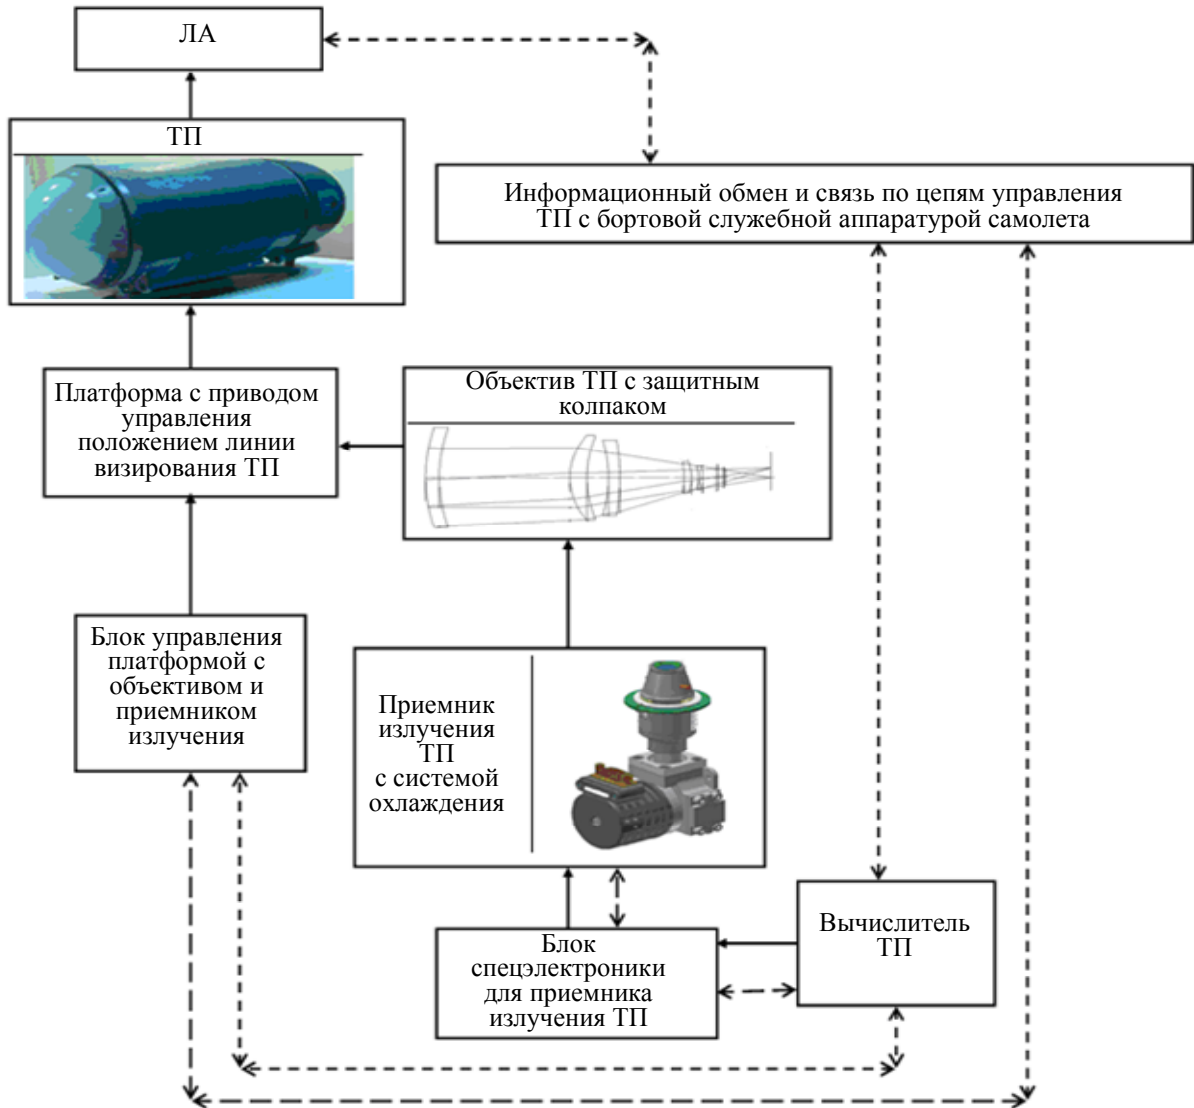 ЛА
ТП
Информационный обмен и связь по цепям управления
ТП с бортовой служебной аппаратурой самолета
Платформа с приводом
управления
положением линии
визирования ТП
Объектив ТП с защитным
колпаком
Блок управления
платформой с
объективом и
приемником
излучения
Приемник
излучения
ТП
с системой
охлаждения
Вычислитель
ТП
Блок
спецэлектроники
для приемника
излучения ТП